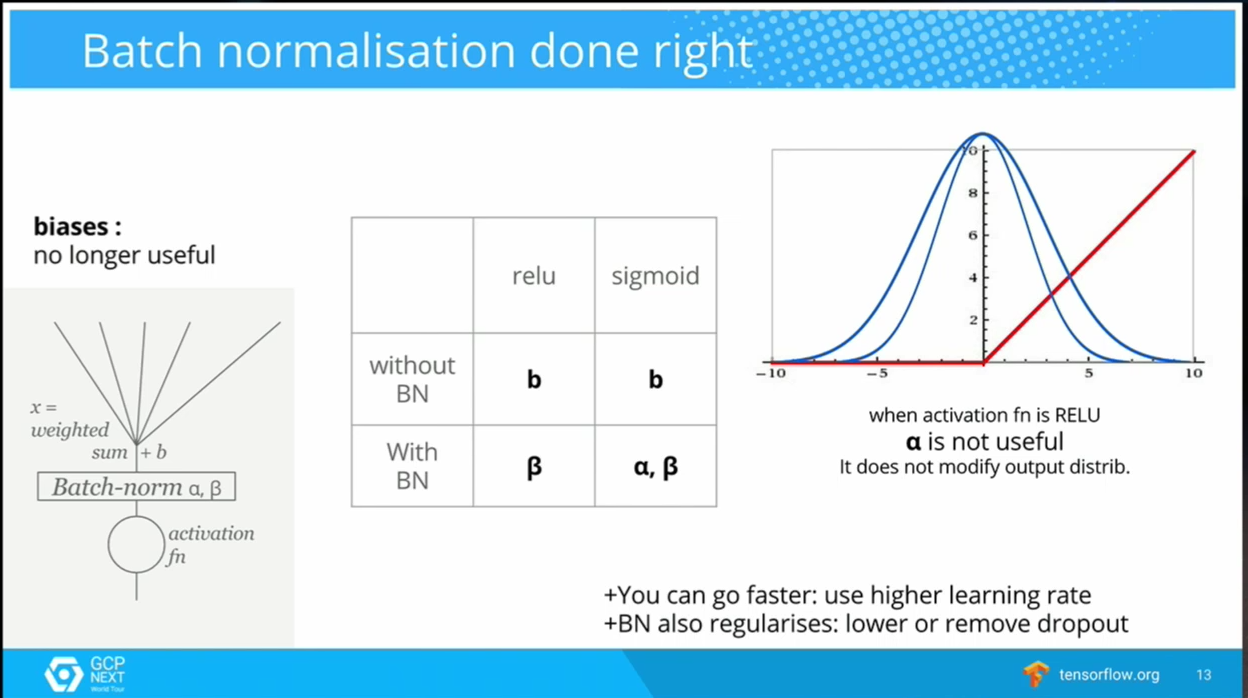 Batch normalisation done right
biases :
no longer useful
x =
weighted
sum + b
Batch-norm α, β
activation
fn
relu sigmoid
without
BN
b b
With
BN
β α, β
10
8
6
4
2
−10 −5 5 10
when activation fn is RELU
α is not useful
It does not modify output distrib.
+You can go faster: use higher learning rate
+BN also regularises: lower or remove dropout
GCP
NEXT
World Tour
tensorflow.org 13